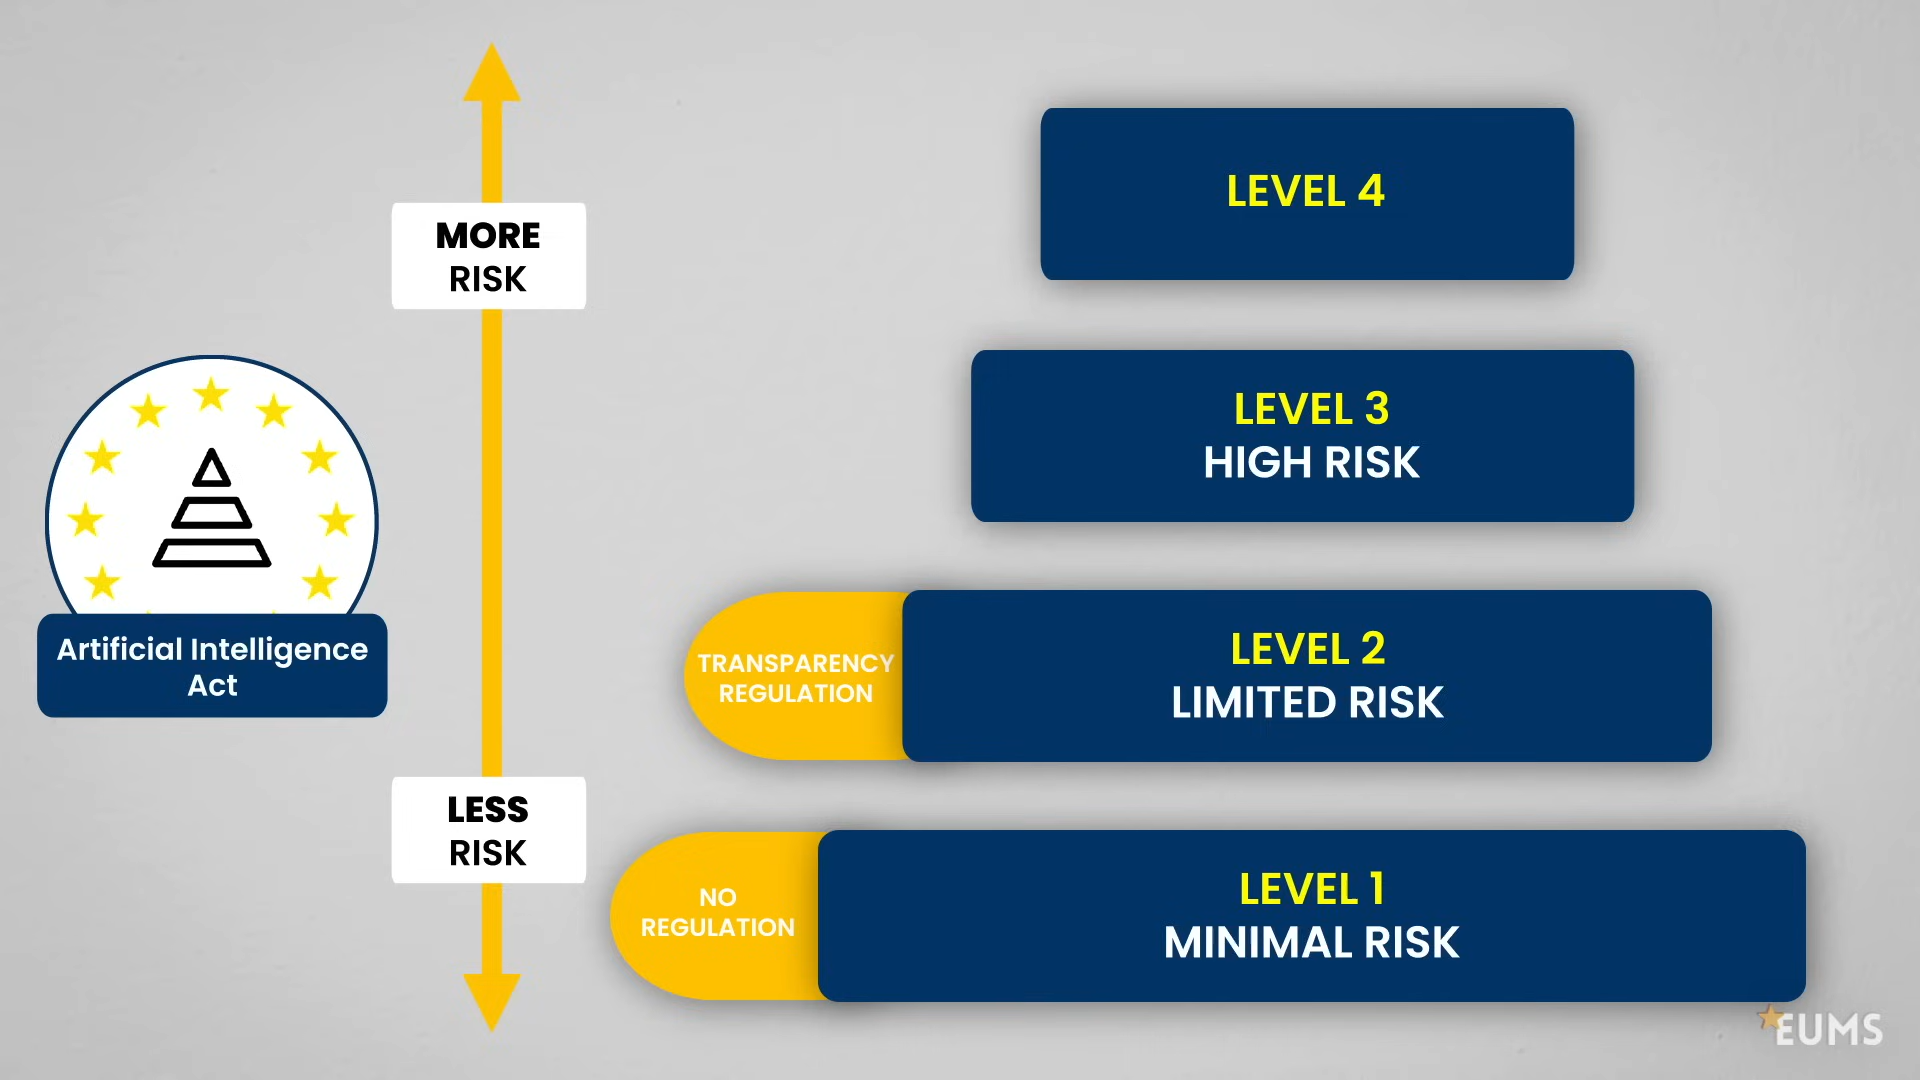 MORE
RISK
LESS
RISK
Artificial Intelligence
Act
LEVEL 4
LEVEL 3
HIGH RISK
TRANSPARENCY
REGULATION
LEVEL 2
LIMITED RISK
NO
REGULATION
LEVEL 1
MINIMAL RISK
EUMS